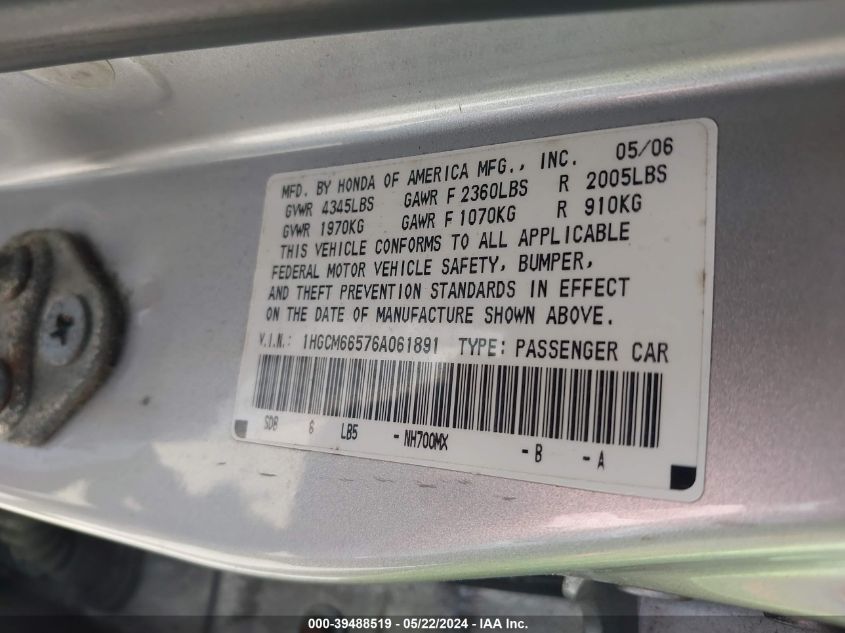 MFD. BY HONDA OF AMERICA MFG., INC. 05/06
GVWR 4345LBS GAWR F 2360LBS R 2005LBS
GVWR 1970KG GAWR F 1070KG R 910KG
THIS VEHICLE CONFORMS TO ALL APPLICABLE
FEDERAL MOTOR VEHICLE SAFETY, BUMPER,
AND THEFT PREVENTION STANDARDS IN EFFECT
ON THE DATE OF MANUFACTURE SHOWN ABOVE.
V.I.N.: 1HGCM66576A061891 TYPE: PASSENGER CAR
SDB 6 LB5 - NH700MX - B - A
000-39488519 - 05/22/2024 - IAA Inc.